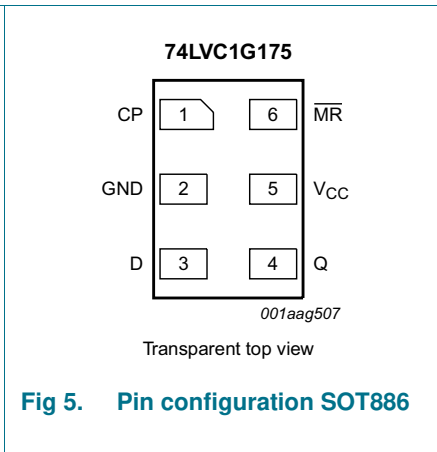 74LVC1G175
CP 1 6 M̅R̅
GND 2 5 VCC
D 3 4 Q
001aag507
Transparent top view
Fig 5. Pin configuration SOT886